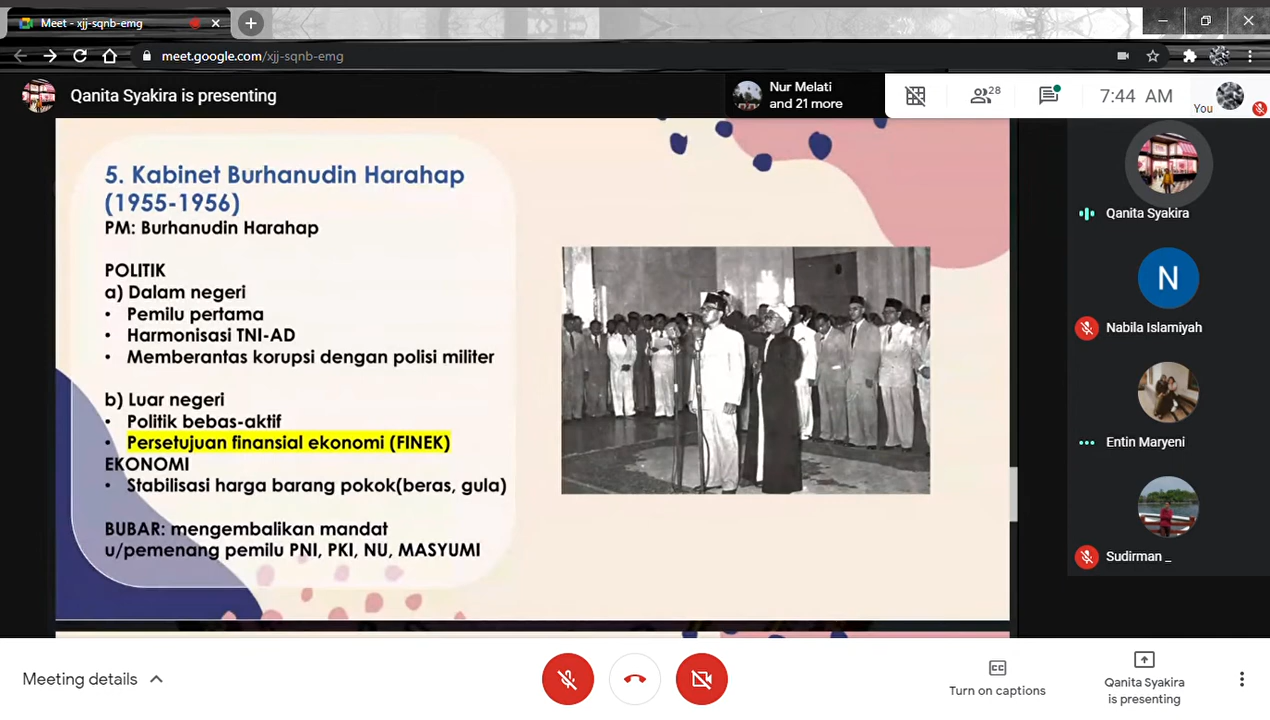 Meet - xjj-sqnb-emg
meet.google.com/xjj-sqnb-emg
Qanita Syakira is presenting
Nur Melati
and 21 more
28
7:44 AM
You
5. Kabinet Burhanudin Harahap
(1955-1956)
PM: Burhanudin Harahap
POLITIK
a) Dalam negeri
• Pemilu pertama
• Harmonisasi TNI-AD
• Memberantas korupsi dengan polisi militer
b) Luar negeri
• Politik bebas-aktif
• Persetujuan finansial ekonomi (FINEK)
EKONOMI
• Stabilisasi harga barang pokok(beras, gula)
BUBAR: mengembalikan mandat
u/pemenang pemilu PNI, PKI, NU, MASYUMI
Qanita Syakira
N
Nabila Islamiyah
Entin Maryeni
Sudirman _
Meeting details
CC
Turn on captions
Qanita Syakira
is presenting